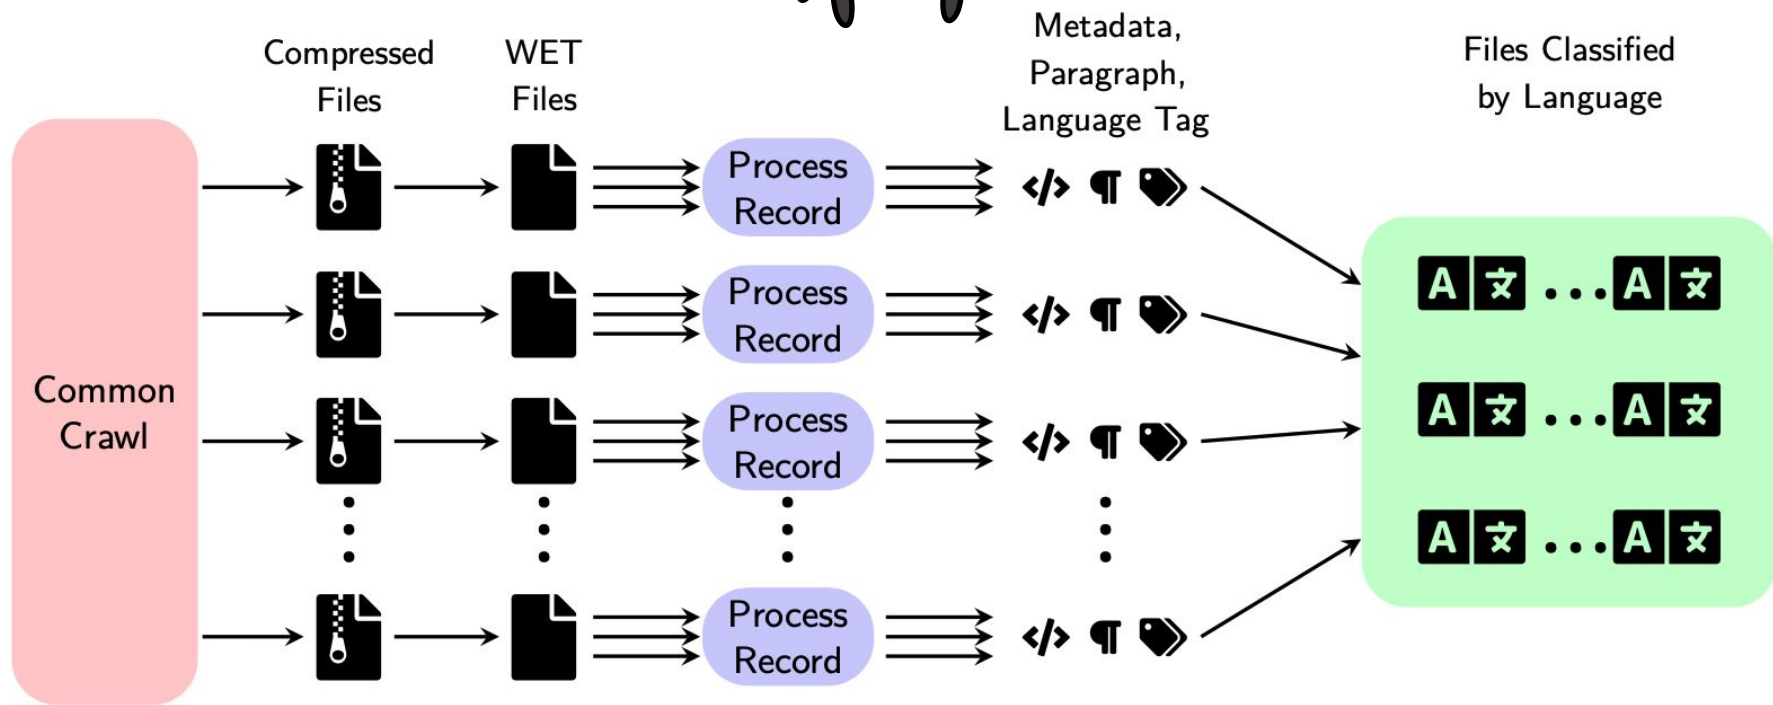 Compressed
Files
WET
Files
Metadata,
Paragraph,
Language Tag
Files Classified
by Language
Common
Crawl
Process
Record
</> ¶
A 文 ... A 文
Process
Record
</> ¶
Process
Record
</> ¶
A 文 ... A 文
Process
Record
</> ¶
A 文 ... A 文